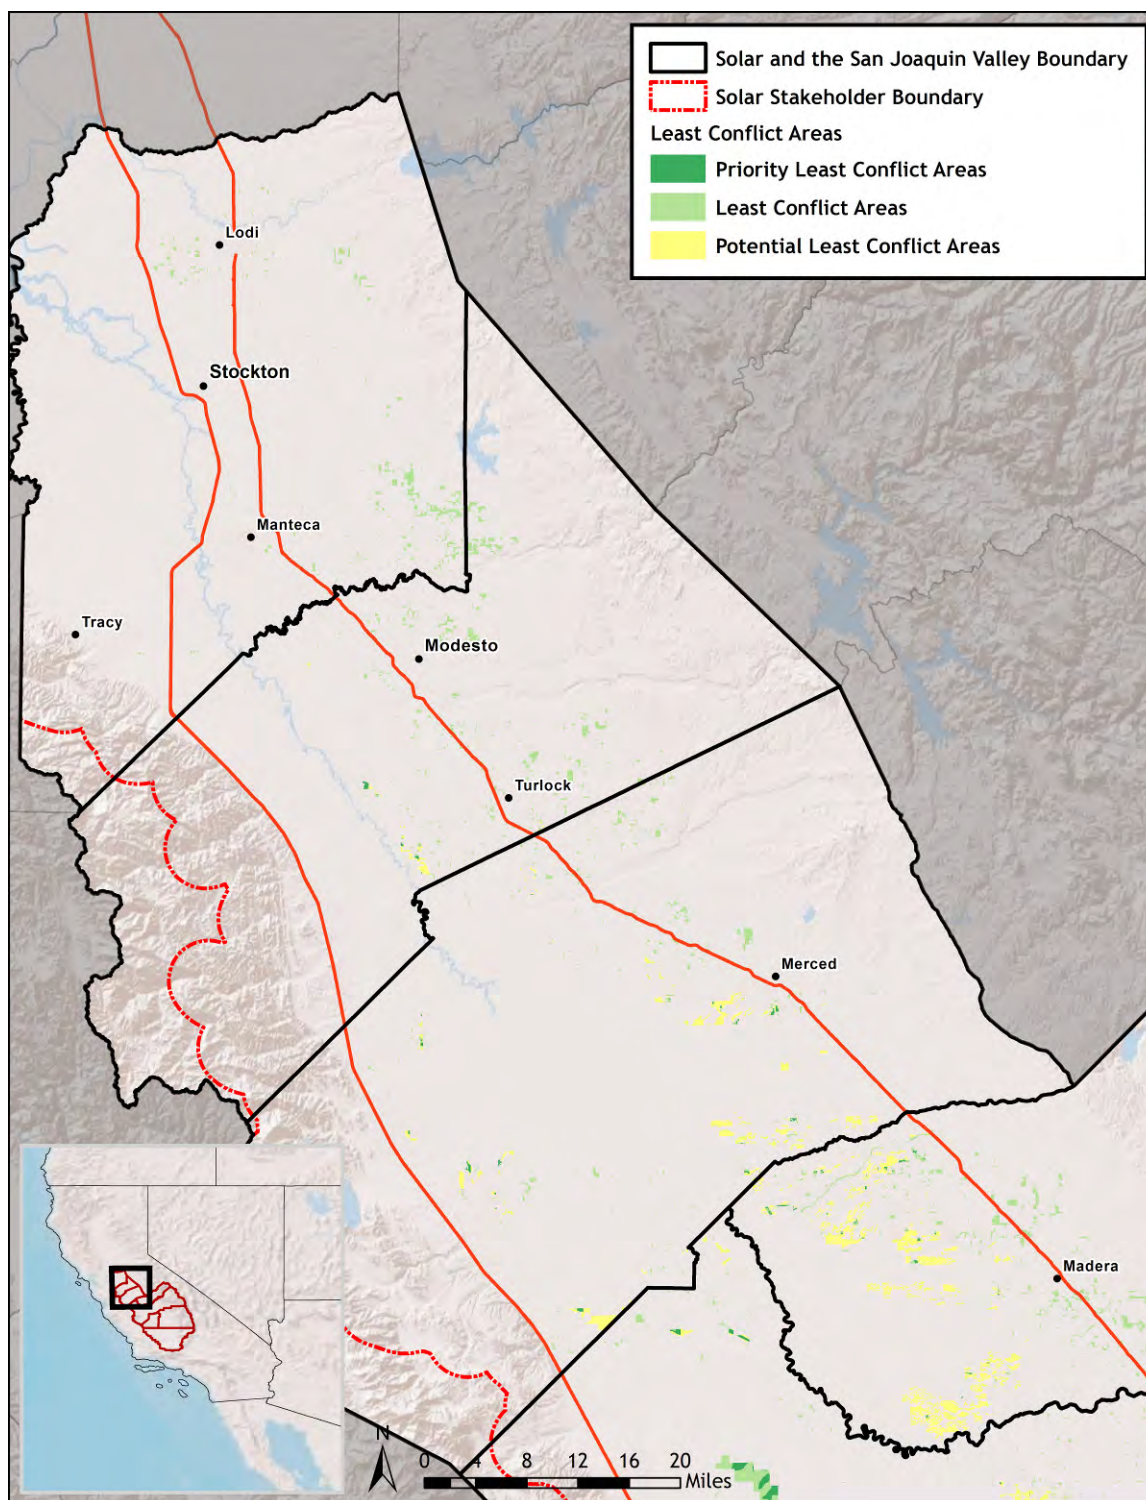 Solar and the San Joaquin Valley Boundary
Solar Stakeholder Boundary
Least Conflict Areas
Priority Least Conflict Areas
Least Conflict Areas
Potential Least Conflict Areas
Lodi
Stockton
Manteca
Tracy
Modesto
Turlock
Merced
Madera
N
0 4 8 12 16 20
Miles